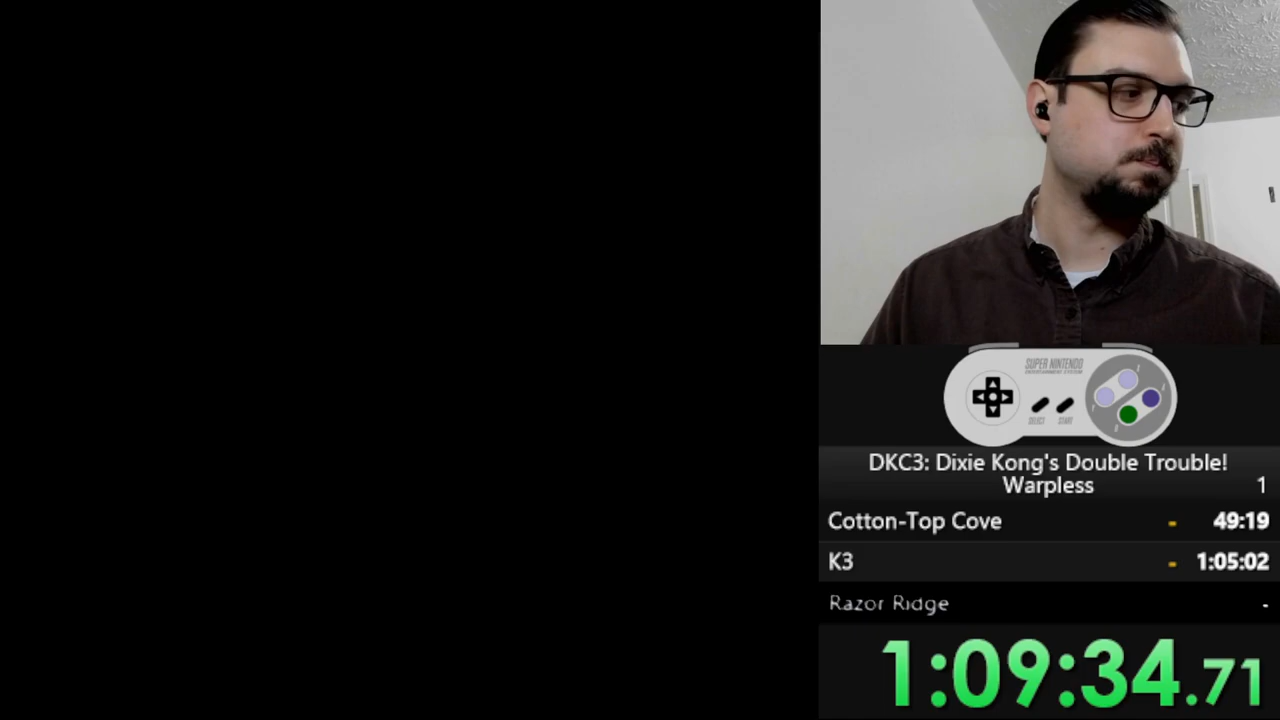 SUPER NINTENDO
ENTERTAINMENT SYSTEM
SELECT START
DKC3: Dixie Kong's Double Trouble!
Warpless 1
Cotton-Top Cove - 49:19
K3 - 1:05:02
Razor Ridge -
1:09:34.71